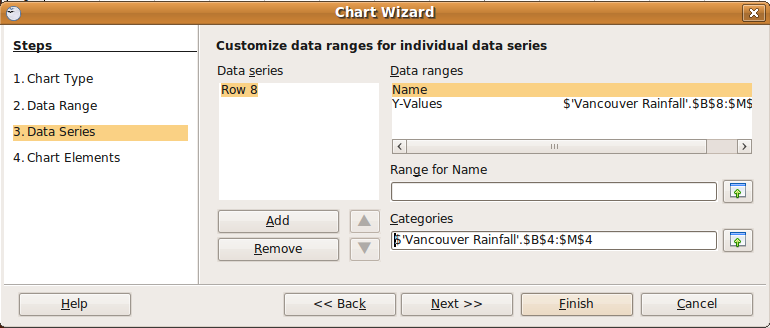 Chart Wizard
Steps
1. Chart Type
2. Data Range
3. Data Series
4. Chart Elements
Customize data ranges for individual data series
Data series
Row 8
Add
Remove
Data ranges
Name
Y-Values $'Vancouver Rainfall'.$B$8:$M$
Range for Name
Categories
$'Vancouver Rainfall'.$B$4:$M$4
Help
<< Back
Next >>
Finish
Cancel